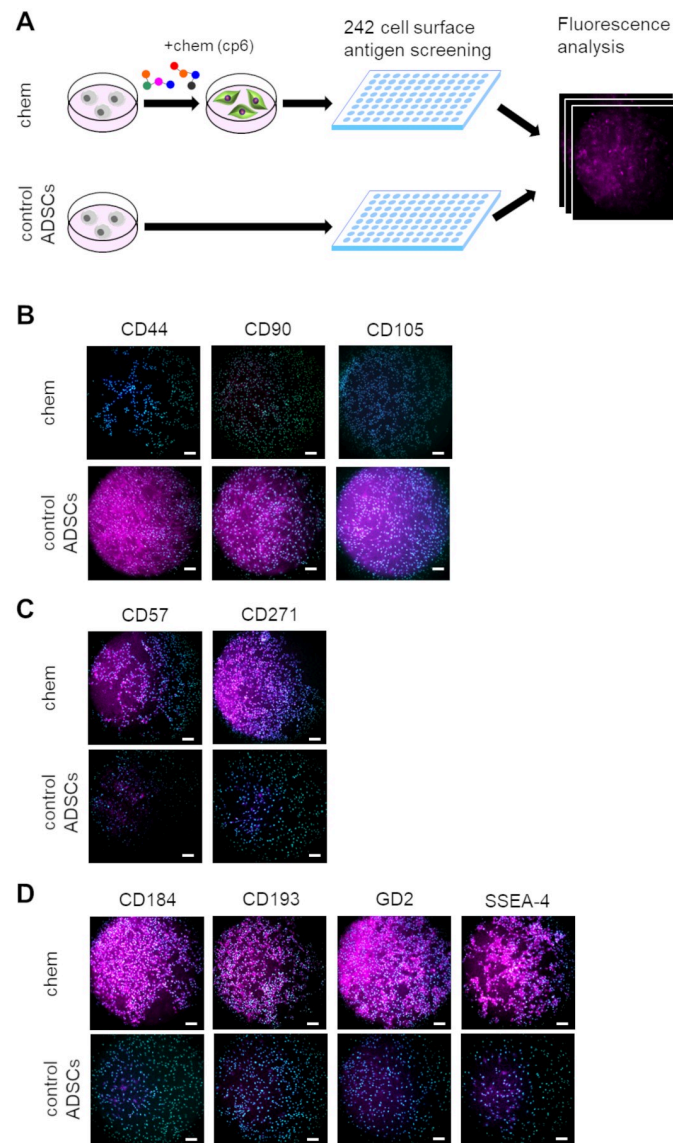 A
+chem (cp6)
242 cell surface
antigen screening
Fluorescence
analysis
chem
control
ADSCs
B
CD44 CD90 CD105
chem
control
ADSCs
C
CD57 CD271
chem
control
ADSCs
D
CD184 CD193 GD2 SSEA-4
chem
control
ADSCs